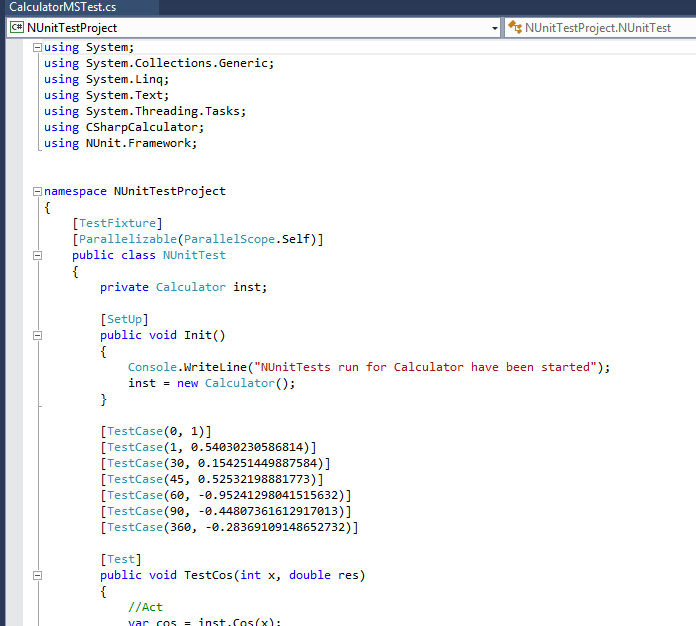 CalculatorMSTest.cs
C# NUnitTestProject NUnitTestProject.NUnitTest
using System;
using System.Collections.Generic;
using System.Linq;
using System.Text;
using System.Threading.Tasks;
using CSharpCalculator;
using NUnit.Framework;
namespace NUnitTestProject
{
[TestFixture]
[Parallelizable(ParallelScope.Self)]
public class NUnitTest
{
private Calculator inst;
[SetUp]
public void Init()
{
Console.WriteLine("NUnitTests run for Calculator have been started");
inst = new Calculator();
}
[TestCase(0, 1)]
[TestCase(1, 0.54030230586814)]
[TestCase(30, 0.154251449887584)]
[TestCase(45, 0.52532198881773)]
[TestCase(60, -0.95241298041515632)]
[TestCase(90, -0.44807361612917013)]
[TestCase(360, -0.28369109148652732)]
[Test]
public void TestCos(int x, double res)
{
//Act
var cos = inst.Cos(x);